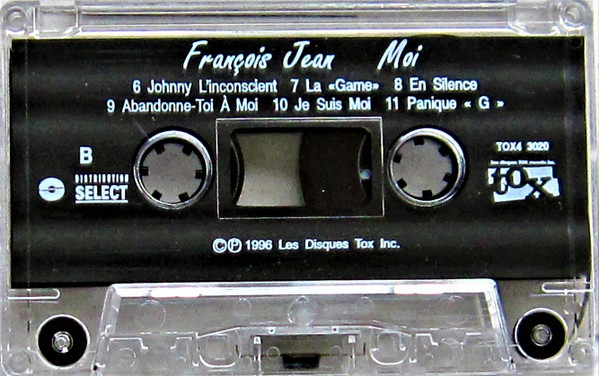 François Jean Moi
6 Johnny L'inconscient 7 La «Game» 8 En Silence
9 Abandonne-Toi À Moi 10 Je Suis Moi 11 Panique « G »
B
TOX4 3020
DISTRIBUTION
SELECT
tox
©℗ 1996 Les Disques Tox Inc.